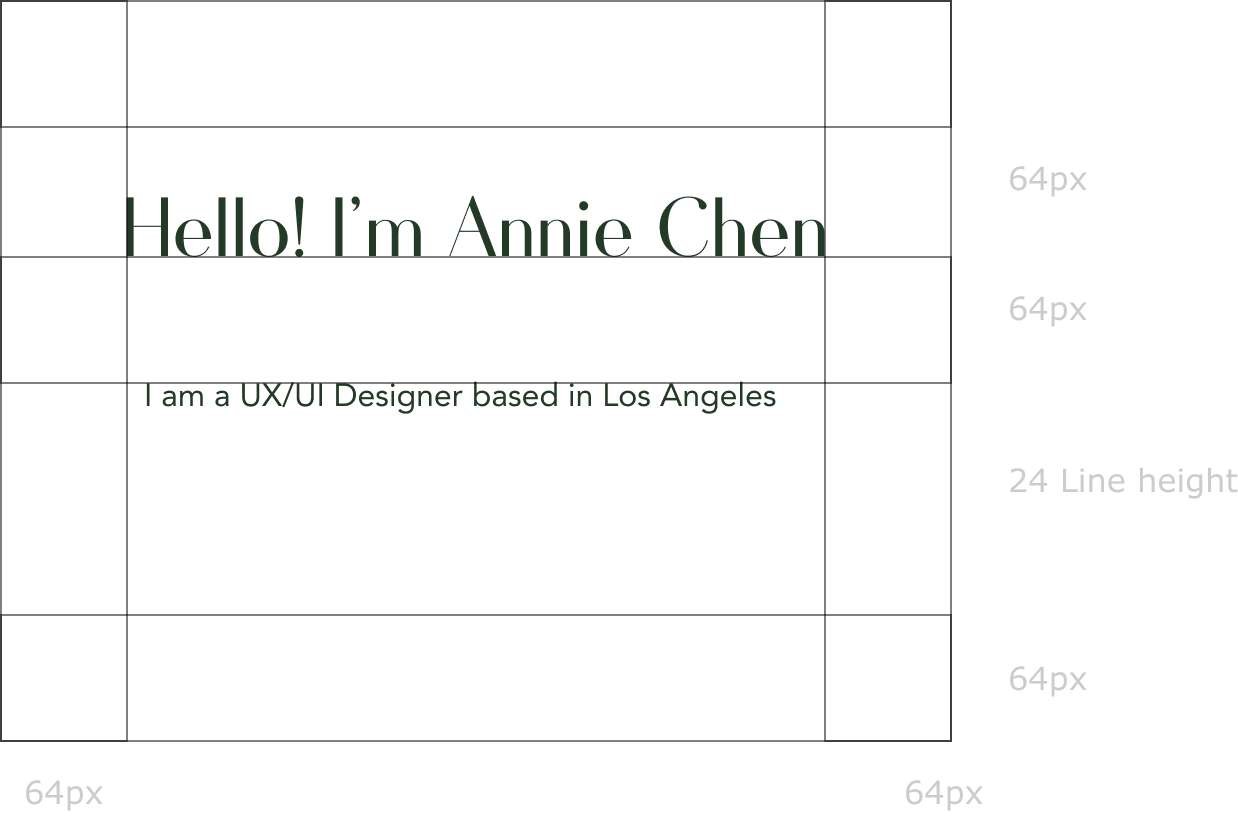 64px
Hello! I’m Annie Chen
64px
I am a UX/UI Designer based in Los Angeles
24 Line height
64px
64px
64px